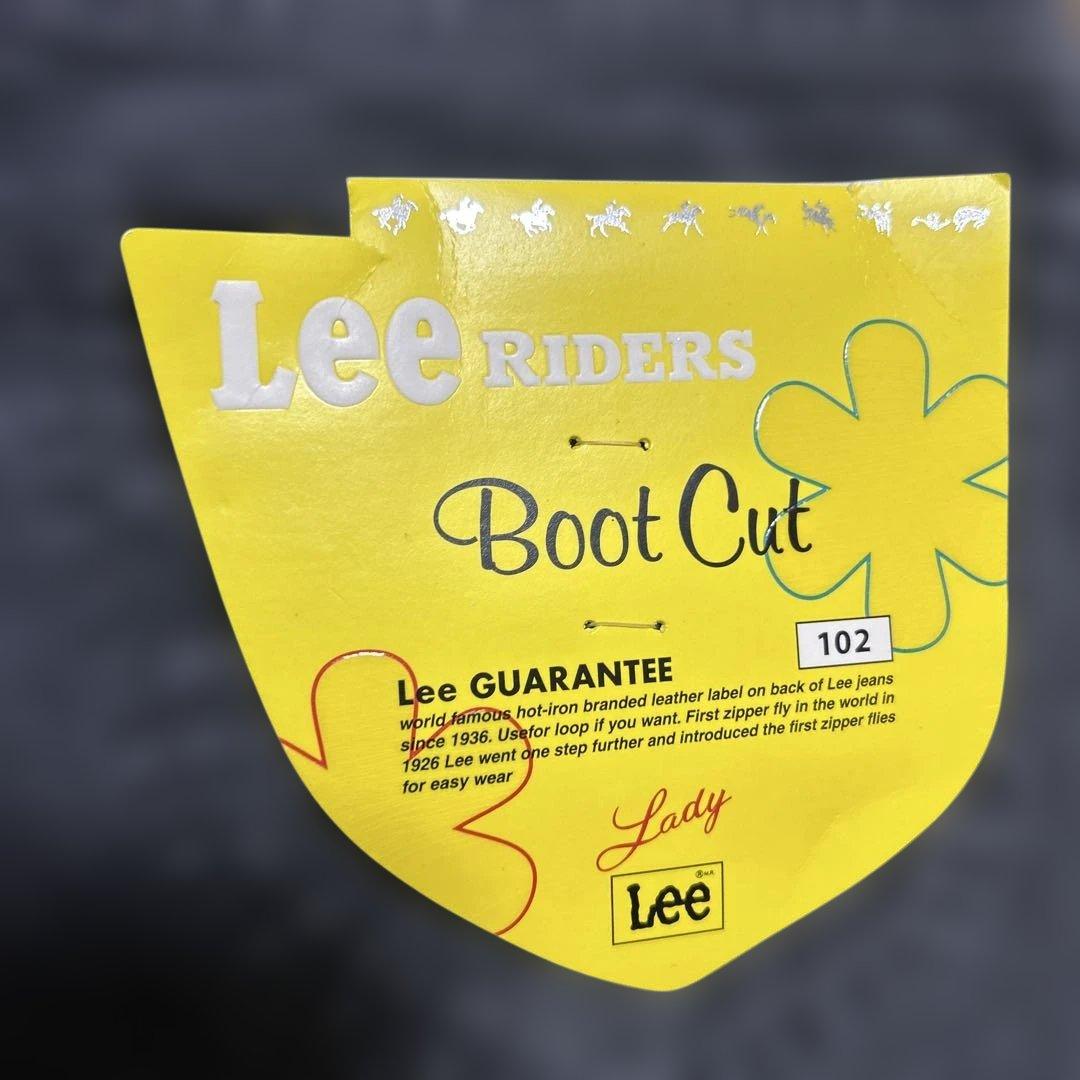 Lee RIDERS
Boot Cut
102
Lee GUARANTEE
world famous hot-iron branded leather label on back of Lee jeans
since 1936. Usefor loop if you want. First zipper fly in the world in
1926 Lee went one step further and introduced the first zipper flies
for easy wear
Lady
Lee ® M.R.